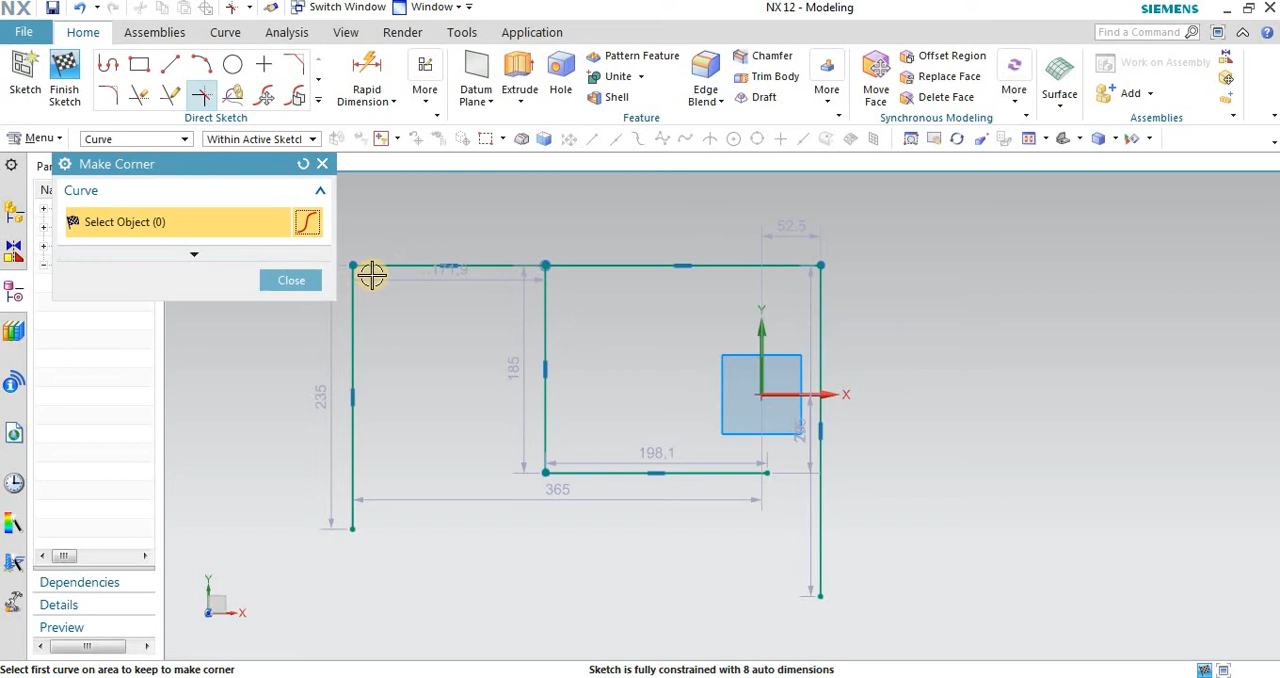 NX
Switch Window
Window
NX 12 - Modeling
SIEMENS
File
Home
Assemblies
Curve
Analysis
View
Render
Tools
Application
Find a Command
Sketch
Finish
Sketch
Direct Sketch
Rapid
Dimension
More
Datum
Plane
Extrude
Hole
Pattern Feature
Unite
Shell
Edge
Blend
Chamfer
Trim Body
Draft
More
Feature
Move
Face
Offset Region
Replace Face
Delete Face
More
Synchronous Modeling
Surface
Work on Assembly
Add
Assemblies
Menu
Curve
Within Active Sketcl
Make Corner
Curve
Select Object (0)
Close
Par
Na
Dependencies
Details
Preview
52.5
185
235
198,1
365
Y
X
Y
X
Select first curve on area to keep to make corner
Sketch is fully constrained with 8 auto dimensions